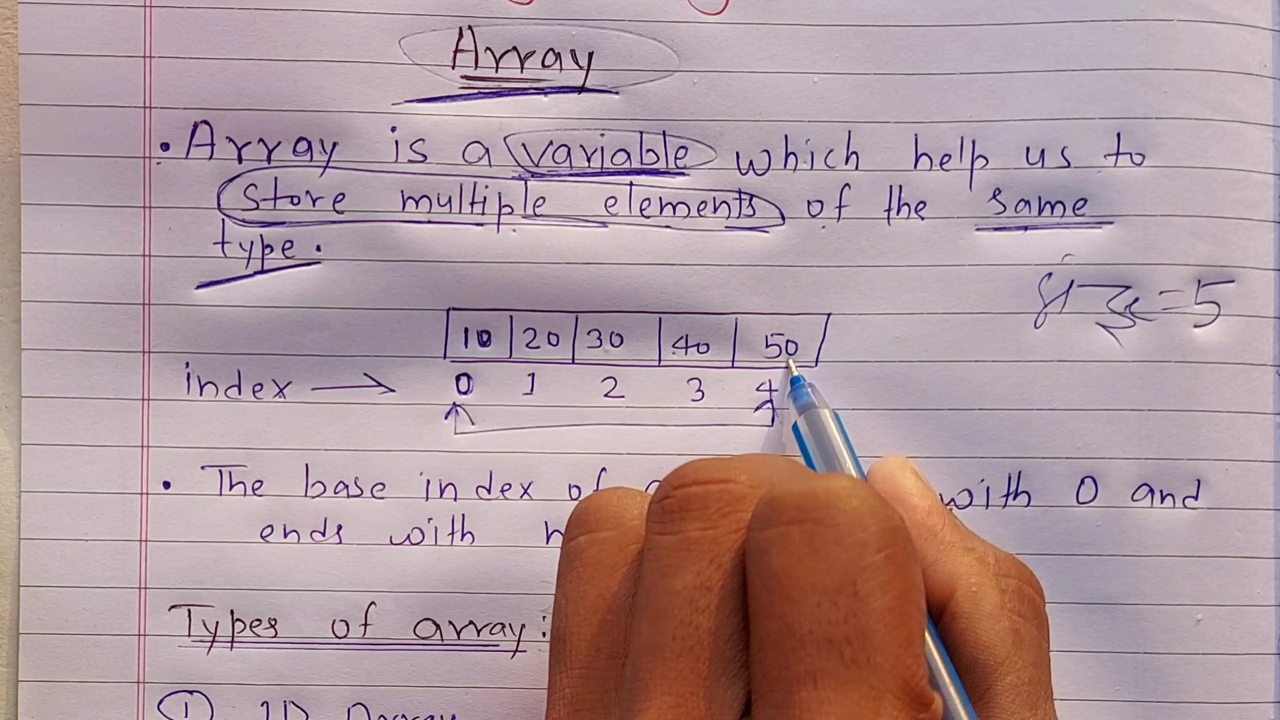 Array
• Array is a variable which help us to
store multiple elements of the same
type.
size=5
10 20 30 40 50
index → 0 1 2 3 4
• The base index of with 0 and
ends with
Types of array:
① 1D